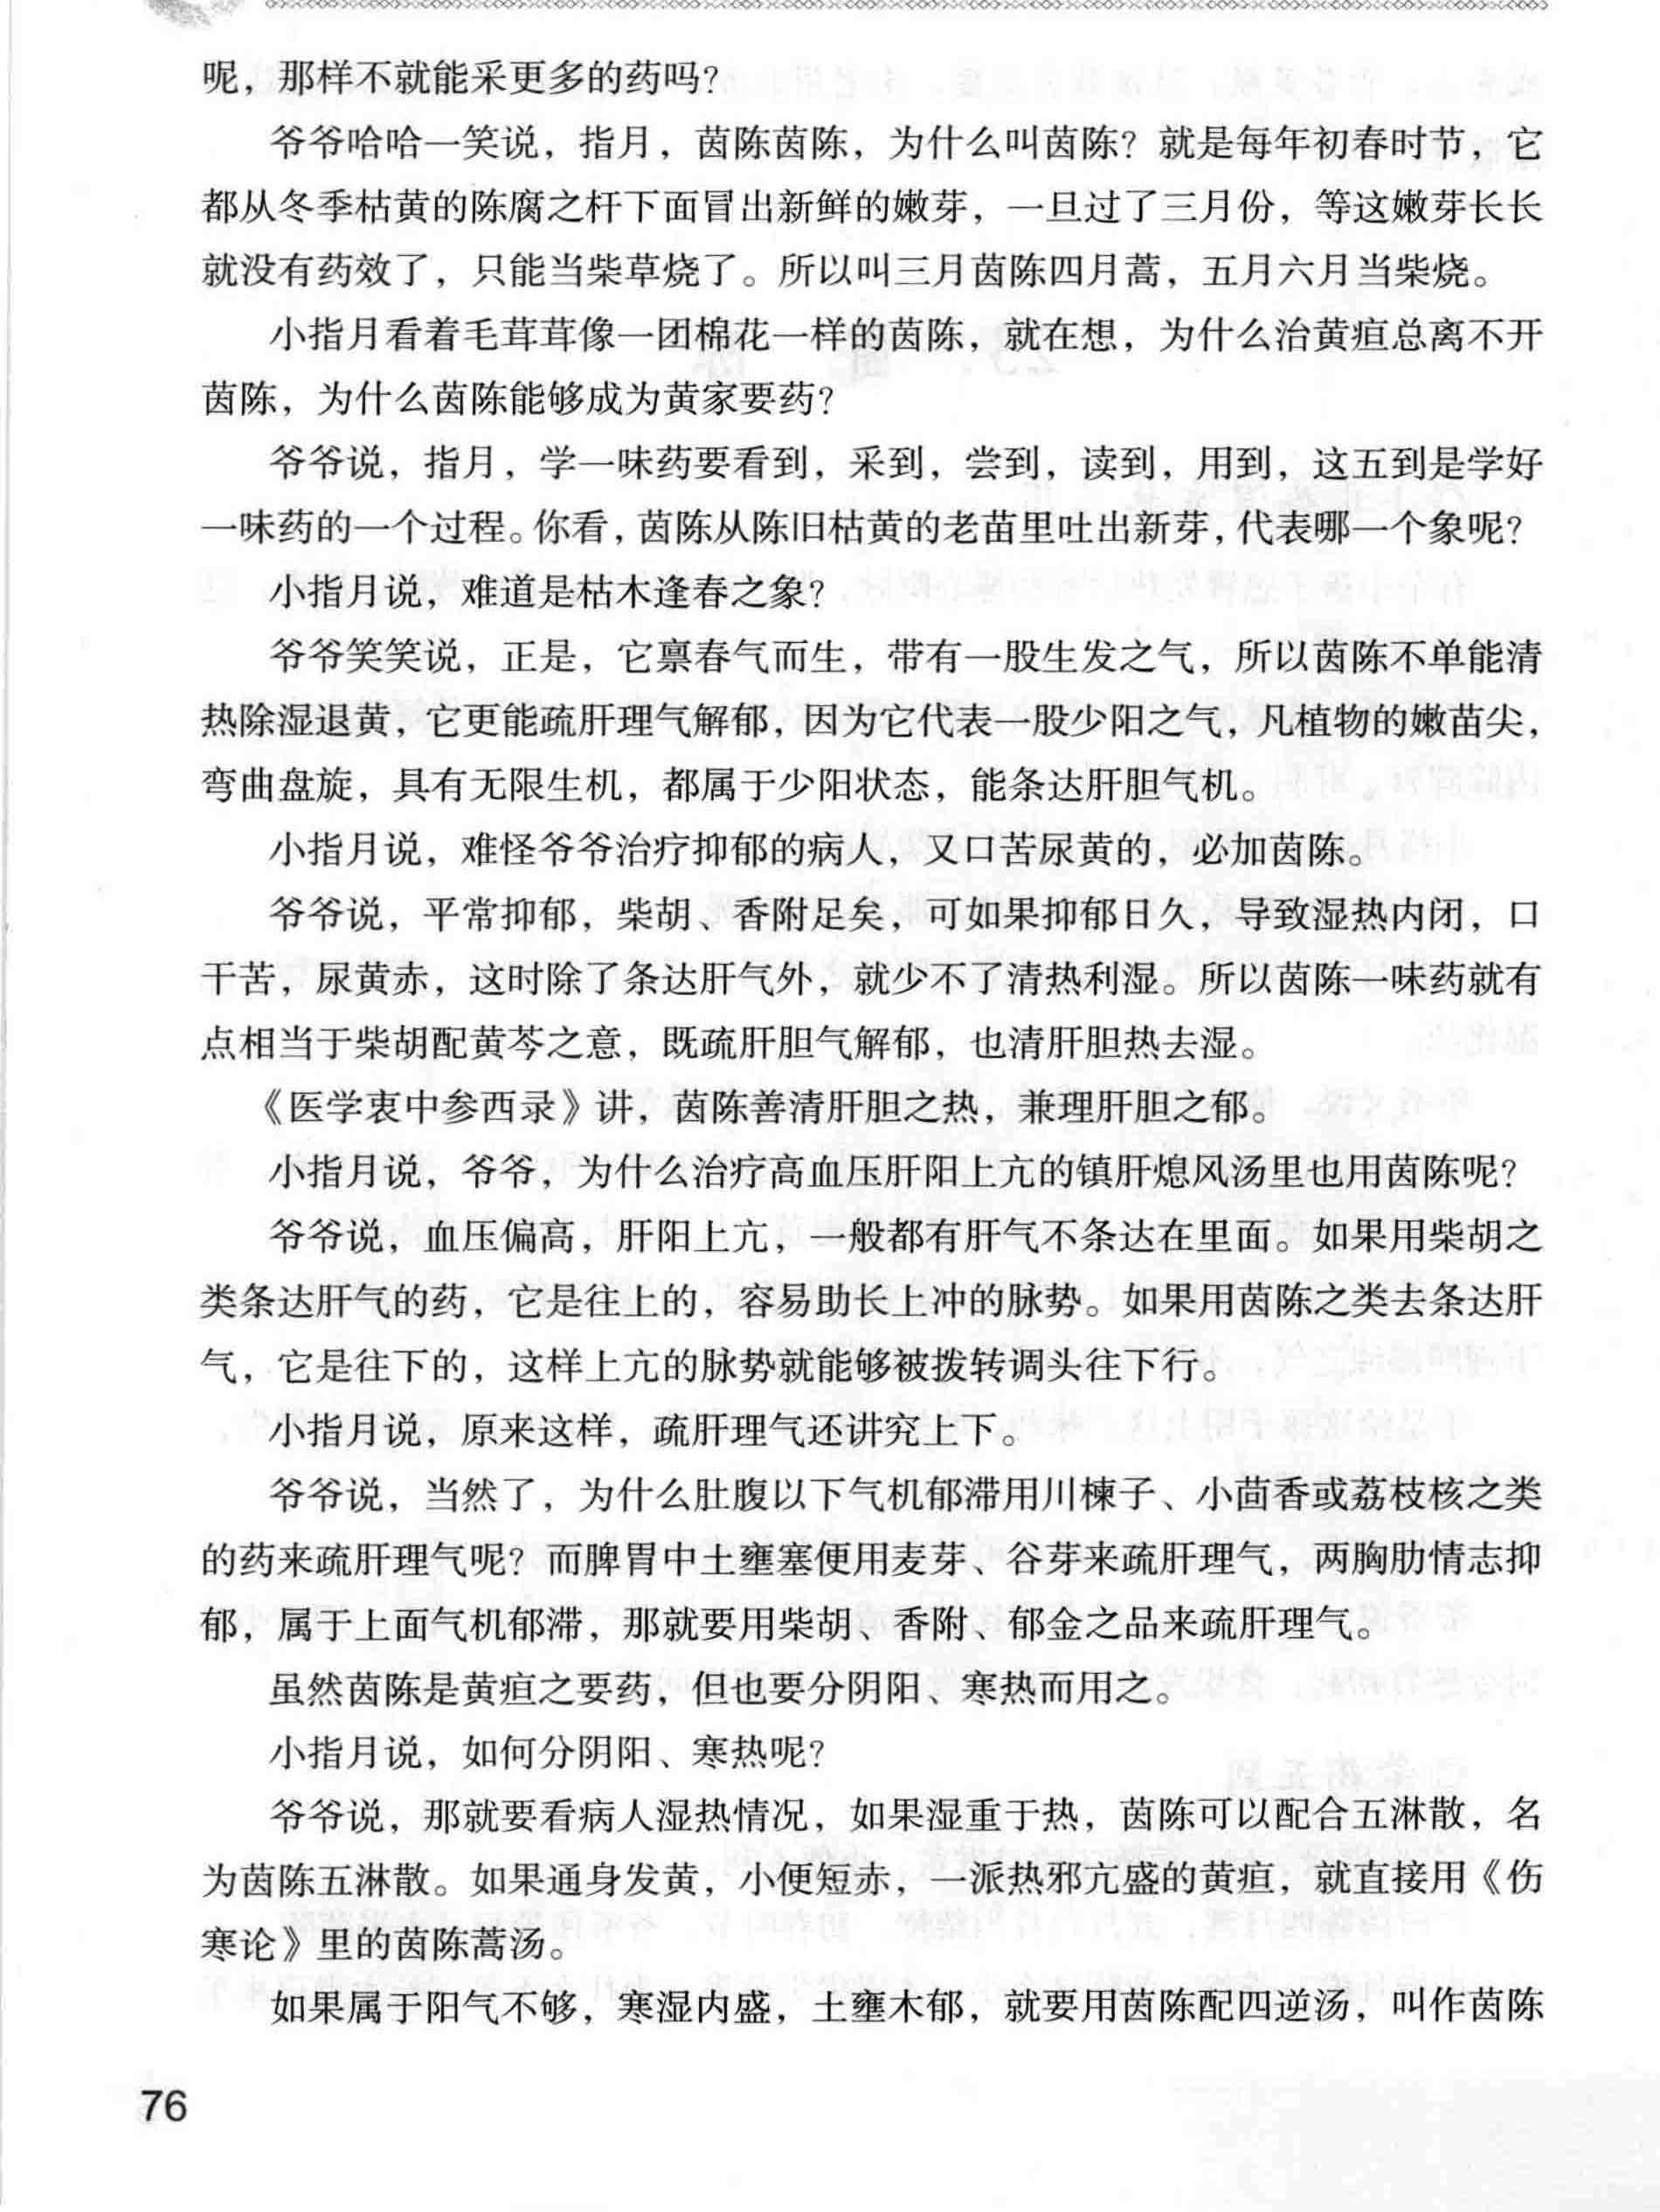 呢，那样不就能采更多的药吗？
爷爷哈哈一笑说，指月，茵陈茵陈，为什么叫茵陈？就是每年初春时节，它
都从冬季枯黄的陈腐之杆下面冒出新鲜的嫩芽，一旦过了三月份，等这嫩芽长长
就没有药效了，只能当柴草烧了。所以叫三月茵陈四月蒿，五月六月当柴烧。
小指月看着毛茸茸像一团棉花一样的茵陈，就在想，为什么治黄疸总离不开
茵陈，为什么茵陈能够成为黄家要药？
爷爷说，指月，学一味药要看到，采到，尝到，读到，用到，这五到是学好
一味药的一个过程。你看，茵陈从陈旧枯黄的老苗里吐出新芽，代表哪一个象呢？
小指月说，难道是枯木逢春之象？
爷爷笑笑说，正是，它禀春气而生，带有一股生发之气，所以茵陈不单能清
热除湿退黄，它更能疏肝理气解郁，因为它代表一股少阳之气，凡植物的嫩苗尖，
弯曲盘旋，具有无限生机，都属于少阳状态，能条达肝胆气机。
小指月说，难怪爷爷治疗抑郁的病人，又口苦尿黄的，必加茵陈。
爷爷说，平常抑郁，柴胡、香附足矣，可如果抑郁日久，导致湿热内闭，口
干苦，尿黄赤，这时除了条达肝气外，就少不了清热利湿。所以茵陈一味药就有
点相当于柴胡配黄芩之意，既疏肝胆气解郁，也清肝胆热去湿。
《医学衷中参西录》讲，茵陈善清肝胆之热，兼理肝胆之郁。
小指月说，爷爷，为什么治疗高血压肝阳上亢的镇肝熄风汤里也用茵陈呢？
爷爷说，血压偏高，肝阳上亢，一般都有肝气不条达在里面。如果用柴胡之
类条达肝气的药，它是往上的，容易助长上冲的脉势。如果用茵陈之类去条达肝
气，它是往下的，这样上亢的脉势就能够被拨转调头往下行。
小指月说，原来这样，疏肝理气还讲究上下。
爷爷说，当然了，为什么肚腹以下气机郁滞用川楝子、小茴香或荔枝核之类
的药来疏肝理气呢？而脾胃中土壅塞便用麦芽、谷芽来疏肝理气，两胸肋情志抑
郁，属于上面气机郁滞，那就要用柴胡、香附、郁金之品来疏肝理气。
虽然茵陈是黄疸之要药，但也要分阴阳、寒热而用之。
小指月说，如何分阴阳、寒热呢？
爷爷说，那就要看病人湿热情况，如果湿重于热，茵陈可以配合五淋散，名
为茵陈五淋散。如果通身发黄，小便短赤，一派热邪亢盛的黄疸，就直接用《伤
寒论》里的茵陈蒿汤。
如果属于阳气不够，寒湿内盛，土壅木郁，就要用茵陈配四逆汤，叫作茵陈
76